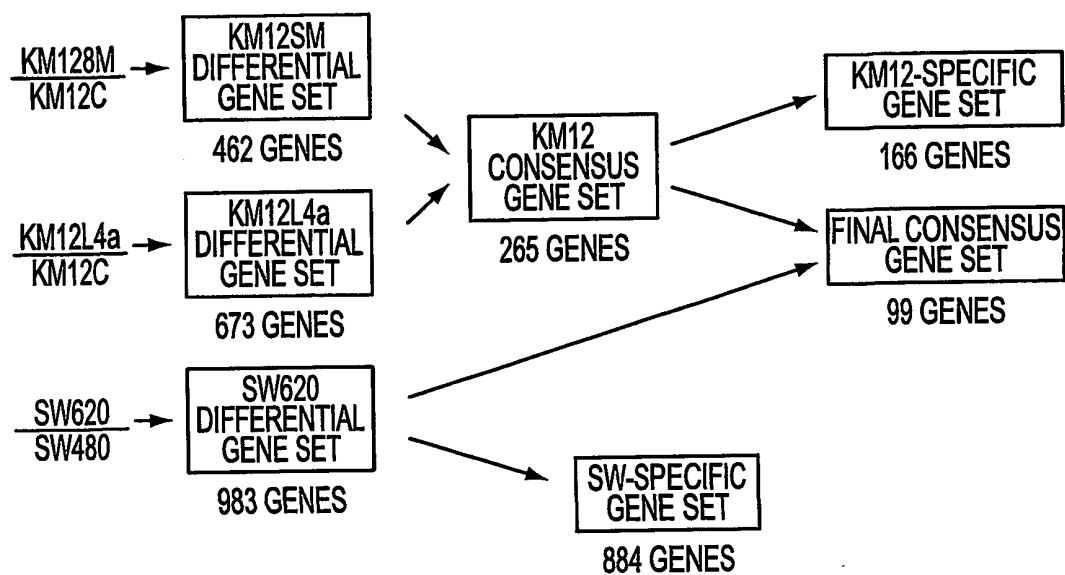 KM128M
KM12C
KM12SM
DIFFERENTIAL
GENE SET
462 GENES
KM12L4a
KM12C
KM12L4a
DIFFERENTIAL
GENE SET
673 GENES
SW620
SW480
SW620
DIFFERENTIAL
GENE SET
983 GENES
KM12
CONSENSUS
GENE SET
265 GENES
KM12-SPECIFIC
GENE SET
166 GENES
FINAL CONSENSUS
GENE SET
99 GENES
SW-SPECIFIC
GENE SET
884 GENES